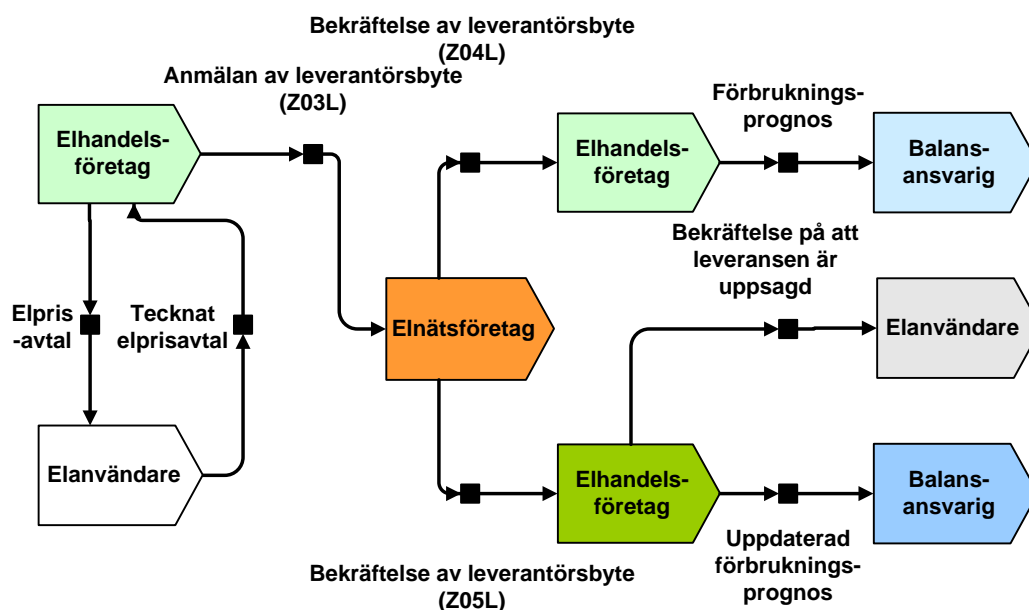 Bekräftelse av leverantörsbyte
(Z04L)
Anmälan av leverantörsbyte
(Z03L)
Förbruknings-
prognos
Elhandels-
företag
Elhandels-
företag
Balans-
ansvarig
Bekräftelse på att
leveransen är
uppsagd
Elpris
-avtal
Tecknat
elprisavtal
Elnätsföretag
Elanvändare
Elanvändare
Elhandels-
företag
Balans-
ansvarig
Uppdaterad
förbruknings-
prognos
Bekräftelse av leverantörsbyte
(Z05L)